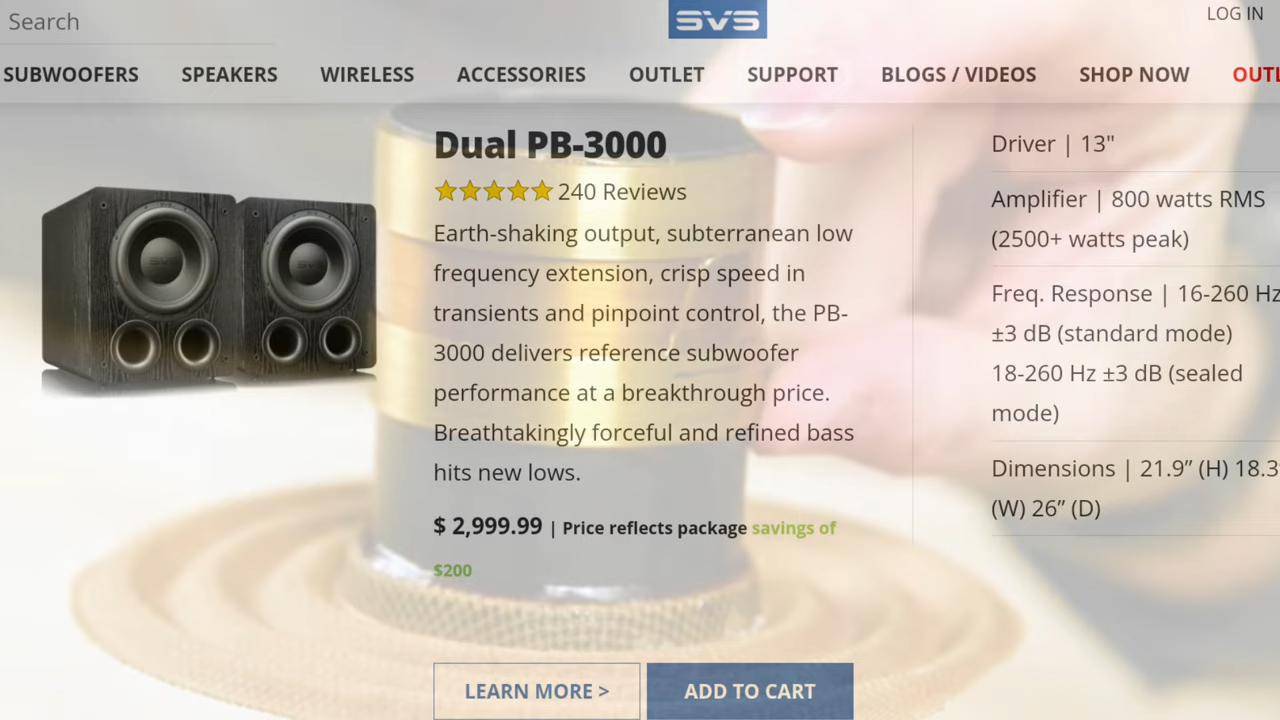 Search
SVS
LOG IN
SUBWOOFERS SPEAKERS WIRELESS ACCESSORIES OUTLET SUPPORT BLOGS / VIDEOS SHOP NOW OUTL
Dual PB-3000
240 Reviews
Earth-shaking output, subterranean low
frequency extension, crisp speed in
transients and pinpoint control, the PB-
3000 delivers reference subwoofer
performance at a breakthrough price.
Breathtakingly forceful and refined bass
hits new lows.
$ 2,999.99 | Price reflects package savings of
$200
LEARN MORE >
ADD TO CART
Driver | 13"
Amplifier | 800 watts RMS
(2500+ watts peak)
Freq. Response | 16-260 Hz
±3 dB (standard mode)
18-260 Hz ±3 dB (sealed
mode)
Dimensions | 21.9” (H) 18.3
(W) 26” (D)